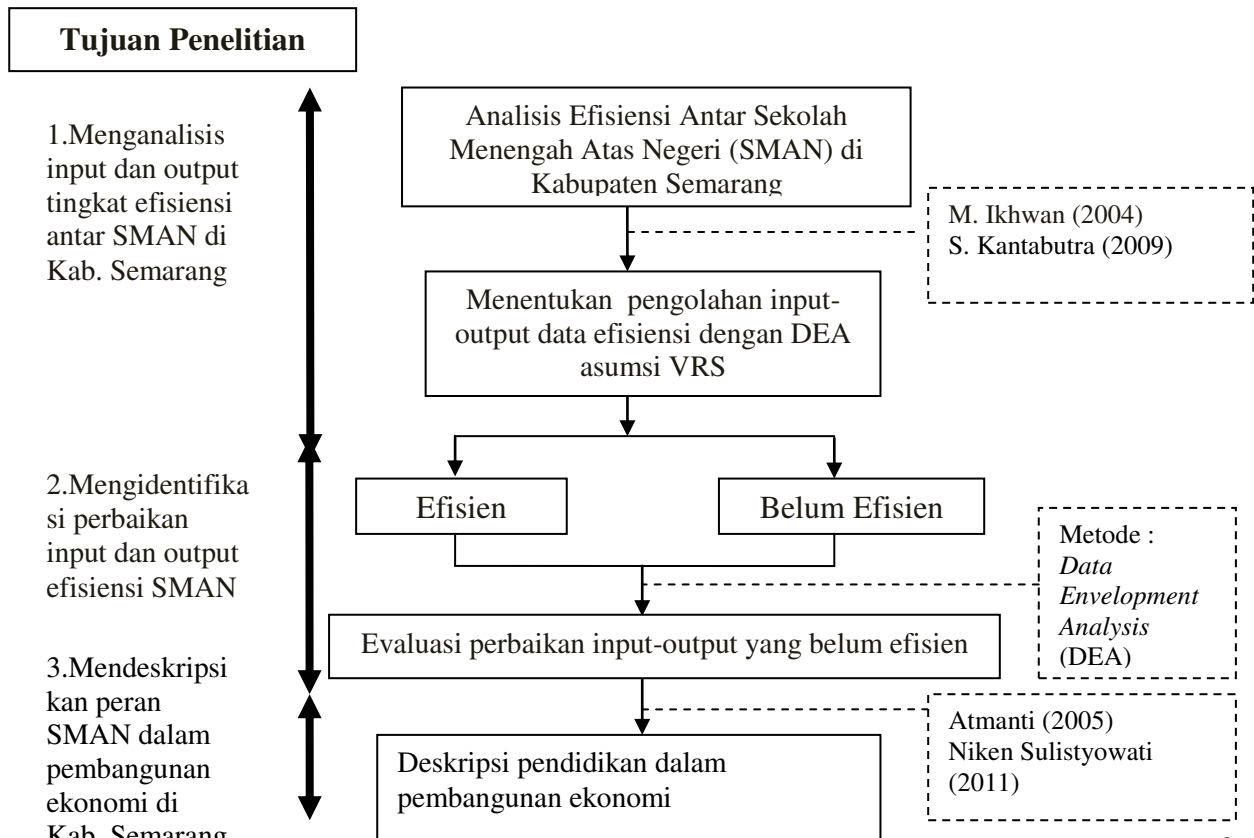 Tujuan Penelitian
1.Menganalisis
input dan output
tingkat efisiensi
antar SMAN di
Kab. Semarang
Analisis Efisiensi Antar Sekolah
Menengah Atas Negeri (SMAN) di
Kabupaten Semarang
M. Ikhwan (2004)
S. Kantabutra (2009)
Menentukan pengolahan input-
output data efisiensi dengan DEA
asumsi VRS
2.Mengidentifika
si perbaikan
input dan output
efisiensi SMAN
Efisien
Belum Efisien
Metode :
Data
Envelopment
Analysis
(DEA)
Evaluasi perbaikan input-output yang belum efisien
3.Mendeskripsi
kan peran
SMAN dalam
pembangunan
ekonomi di
Kab. Semarang
Atmanti (2005)
Niken Sulistyowati
(2011)
Deskripsi pendidikan dalam
pembangunan ekonomi